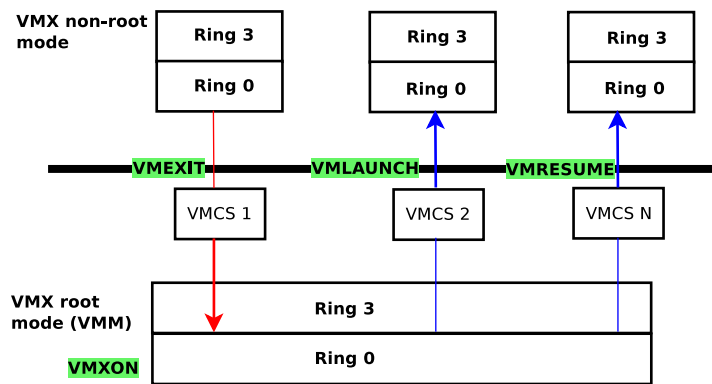 VMX non-root
mode
Ring 3
Ring 3
Ring 3
Ring 0
Ring 0
Ring 0
VMEXIT
VMLAUNCH
VMRESUME
VMCS 1
VMCS 2
VMCS N
VMX root
mode (VMM)
Ring 3
VMXON
Ring 0